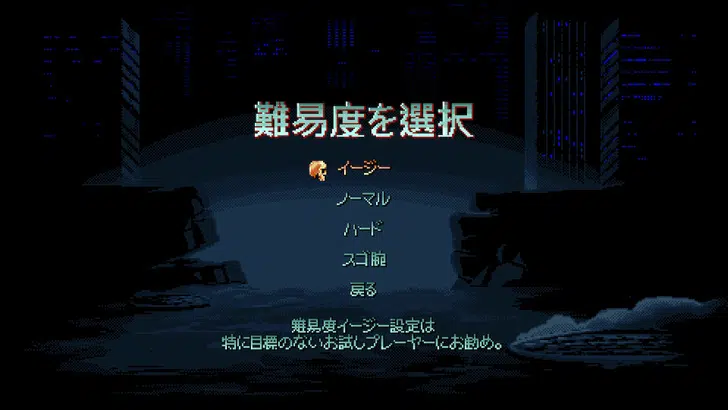 難易度を選択
イージー
ノーマル
ハード
スゴ腕
戻る
難易度イージー設定は
特に目標のないお試しプレーヤーにお勧め。